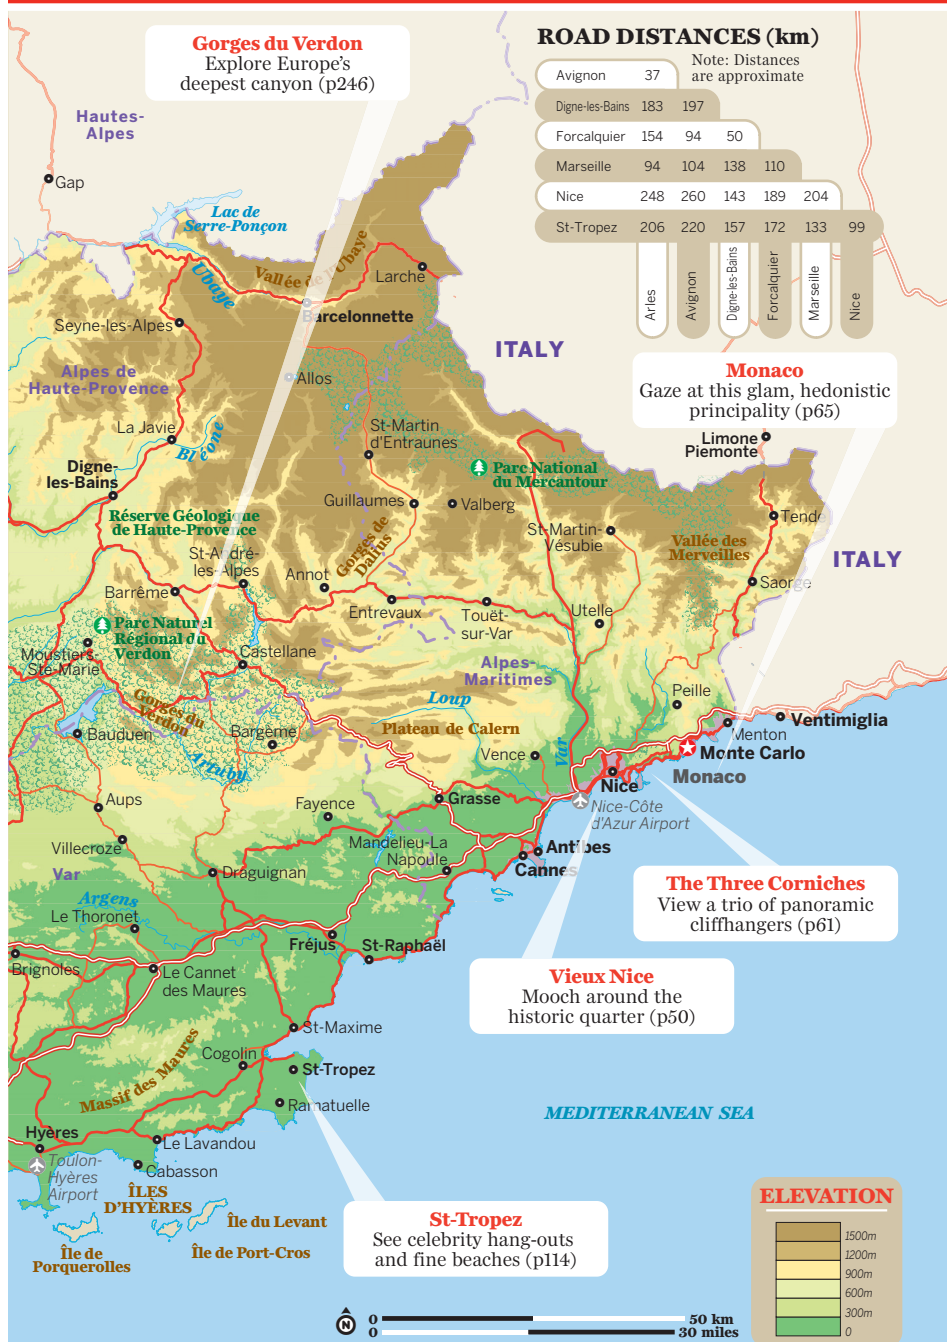 Gorges du Verdon
Explore Europe's
deepest canyon (p246)
ROAD DISTANCES (km)
Note: Distances
are approximate
Avignon 37
Digne-les-Bains 183 197
Forcalquier 154 94 50
Marseille 94 104 138 110
Nice 248 260 143 189 204
St-Tropez 206 220 157 172 133 99
Arles
Avignon
Digne-les-Bains
Forcalquier
Marseille
Nice
Hautes-
Alpes
Gap
Lac de
Serre-Ponçon
Ubaye
Vallée de l'Ubaye
Larche
Barcelonnette
Seyne-les-Alpes
ITALY
Alpes de
Haute-Provence
Allos
Monaco
Gaze at this glam, hedonistic
principality (p65)
La Javie
Bléone
St-Martin
d'Entraunes
Limone
Piemonte
Digne-
les-Bains
Parc National
du Mercantour
Guillaumes
Valberg
Réserve Géologique
de Haute-Provence
Gorges de
Daluis
St-Martin-
Vésubie
Tende
Vallée des
Merveilles
ITALY
St-André-
les-Alpes
Annot
Saorge
Barrême
Entrevaux
Touët-
sur-Var
Utelle
Parc Naturel
Régional du
Verdon
Moustiers-
Ste-Marie
Castellane
Alpes-
Maritimes
Peille
Gorges du
Verdon
Loup
Bauduen
Bargème
Plateau de Calern
Ventimiglia
Menton
Artuby
Vence
Var
Monte Carlo
Monaco
Nice
Aups
Fayence
Grasse
Nice-Côte
d'Azur Airport
Villecroze
Mandelieu-La
Napoule
Antibes
Cannes
Var
Draguignan
The Three Corniches
View a trio of panoramic
cliffhangers (p61)
Argens
Le Thoronet
Fréjus
St-Raphaël
Brignoles
Le Cannet
des Maures
Vieux Nice
Mooch around the
historic quarter (p50)
St-Maxime
Cogolin
Massif des Maures
St-Tropez
Ramatuelle
MEDITERRANEAN SEA
Hyères
Le Lavandou
Toulon-
Hyères
Airport
Cabasson
ÎLES
D'HYÈRES
Île du Levant
Île de Port-Cros
Île de
Porquerolles
St-Tropez
See celebrity hang-outs
and fine beaches (p114)
ELEVATION
1500m
1200m
900m
600m
300m
0
N
0 50 km
0 30 miles